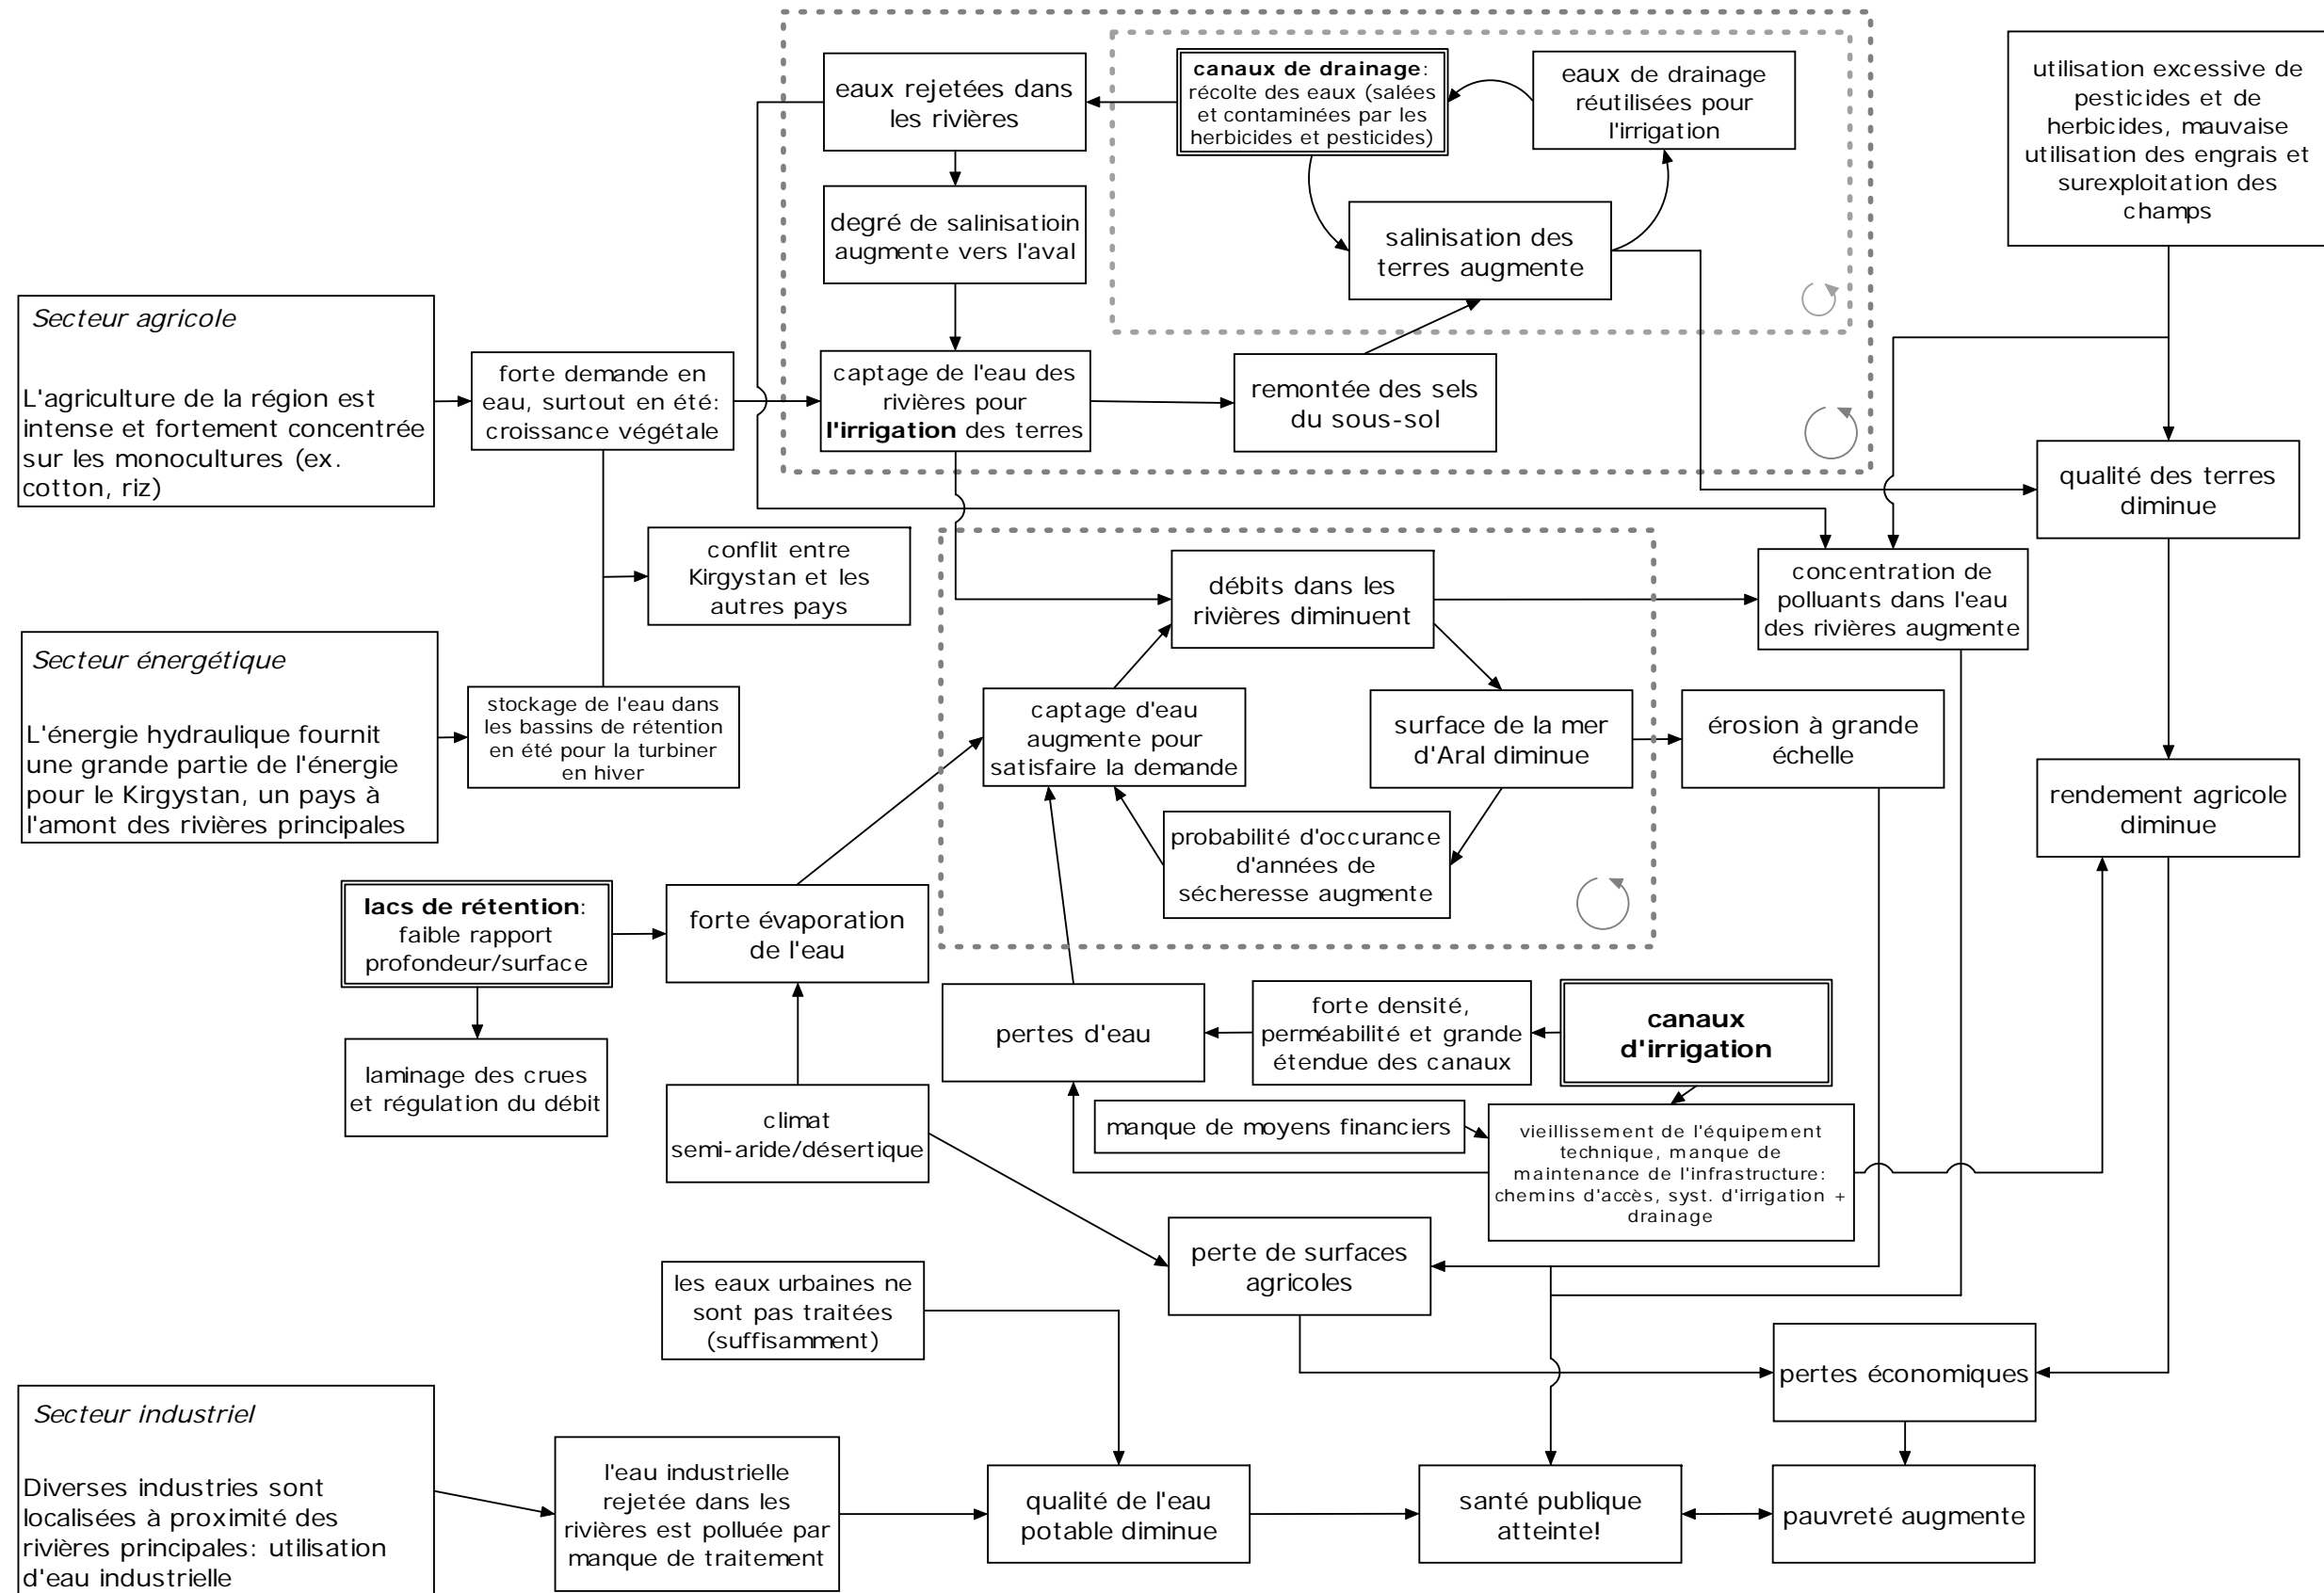 eaux rejetées dans
les rivières
canaux de drainage:
récolte des eaux (salées
et contaminées par les
herbicides et pesticides)
eaux de drainage
réutilisées pour
l'irrigation
utilisation excessive de
pesticides et de
herbicides, mauvaise
utilisation des engrais et
surexploitation des
champs
degré de salinisatioin
augmente vers l'aval
salinisation des
terres augmente
Secteur agricole
L'agriculture de la région est
intense et fortement concentrée
sur les monocultures (ex.
cotton, riz)
forte demande en
eau, surtout en été:
croissance végétale
captage de l'eau des
rivières pour
l'irrigation des terres
remontée des sels
du sous-sol
qualité des terres
diminue
conflit entre
Kirgystan et les
autres pays
débits dans les
rivières diminuent
concentration de
polluants dans l'eau
des rivières augmente
Secteur énergétique
L'énergie hydraulique fournit
une grande partie de l'énergie
pour le Kirgystan, un pays à
l'amont des rivières principales
stockage de l'eau dans
les bassins de rétention
en été pour la turbiner
en hiver
captage d'eau
augmente pour
satisfaire la demande
surface de la mer
d'Aral diminue
érosion à grande
échelle
rendement agricole
diminue
probabilité d'occurance
d'années de
sécheresse augmente
lacs de rétention:
faible rapport
profondeur/surface
forte évaporation
de l'eau
pertes d'eau
forte densité,
perméabilité et grande
étendue des canaux
canaux
d'irrigation
laminage des crues
et régulation du débit
climat
semi-aride/désertique
manque de moyens financiers
vieillissement de l'équipement
technique, manque de
maintenance de l'infrastructure:
chemins d'accès, syst. d'irrigation +
drainage
perte de surfaces
agricoles
les eaux urbaines ne
sont pas traitées
(suffisamment)
pertes économiques
Secteur industriel
Diverses industries sont
localisées à proximité des
rivières principales: utilisation
d'eau industrielle
l'eau industrielle
rejetée dans les
rivières est polluée par
manque de traitement
qualité de l'eau
potable diminue
santé publique
atteinte!
pauvreté augmente